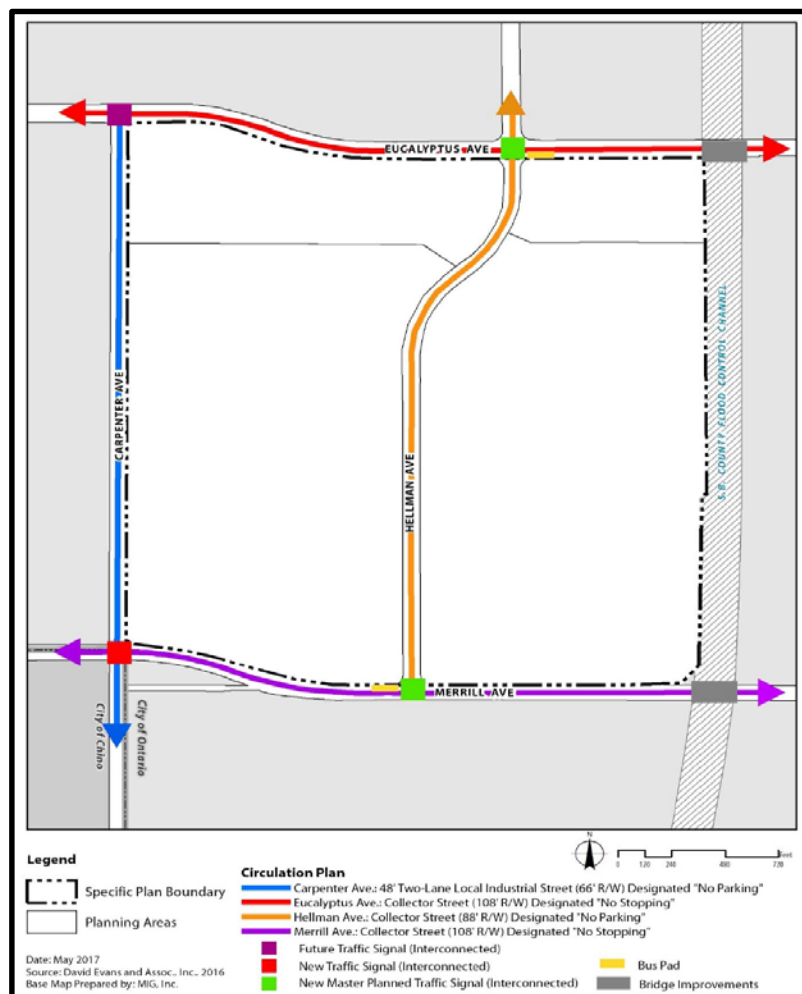 EUCALYPTUS AVE
CARPENTER AVE
HELLMAN AVE
S.B. COUNTY FLOOD CONTROL CHANNEL
MERRILL AVE
City of Chino
City of Ontario
N
Feet
0 120 240 480 720
Legend
Specific Plan Boundary
Planning Areas
Date: May 2017
Source: David Evans and Assoc., Inc., 2016
Base Map Prepared by: MIG, Inc.
Circulation Plan
Carpenter Ave.: 48' Two-Lane Local Industrial Street (66' R/W) Designated "No Parking"
Eucalyptus Ave.: Collector Street (108' R/W) Designated "No Stopping"
Hellman Ave.: Collector Street (88' R/W) Designated "No Parking"
Merrill Ave.: Collector Street (108' R/W) Designated "No Stopping"
Future Traffic Signal (Interconnected)
New Traffic Signal (Interconnected)
New Master Planned Traffic Signal (Interconnected)
Bus Pad
Bridge Improvements